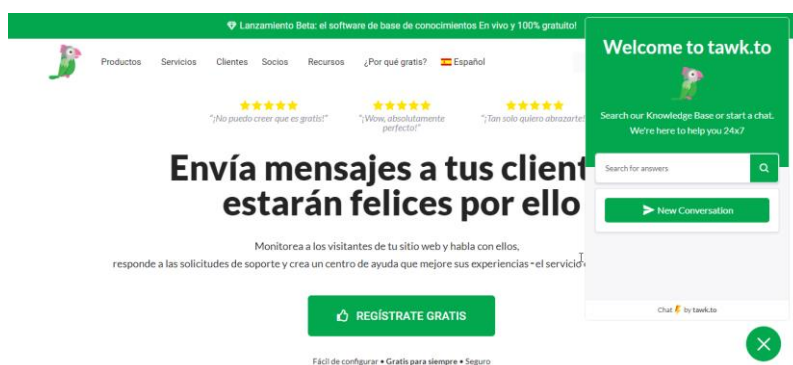 Lanzamiento Beta: el software de base de conocimientos En vivo y 100% gratuito!
Productos Servicios Clientes Socios Recursos ¿Por qué gratis? Español
"¡No puedo creer que es gratis!"
"¡Wow, absolutamente
perfecto!"
"¡Tan solo quiero abrazarte!
Envía mensajes a tus client
estarán felices por ello
Monitorea a los visitantes de tu sitio web y habla con ellos,
responde a las solicitudes de soporte y crea un centro de ayuda que mejore sus experiencias - el servicio
REGÍSTRATE GRATIS
Fácil de configurar • Gratis para siempre • Seguro
Welcome to tawk.to
Search our Knowledge Base or start a chat.
We're here to help you 24x7
Search for answers
New Conversation
Chat by tawk.to